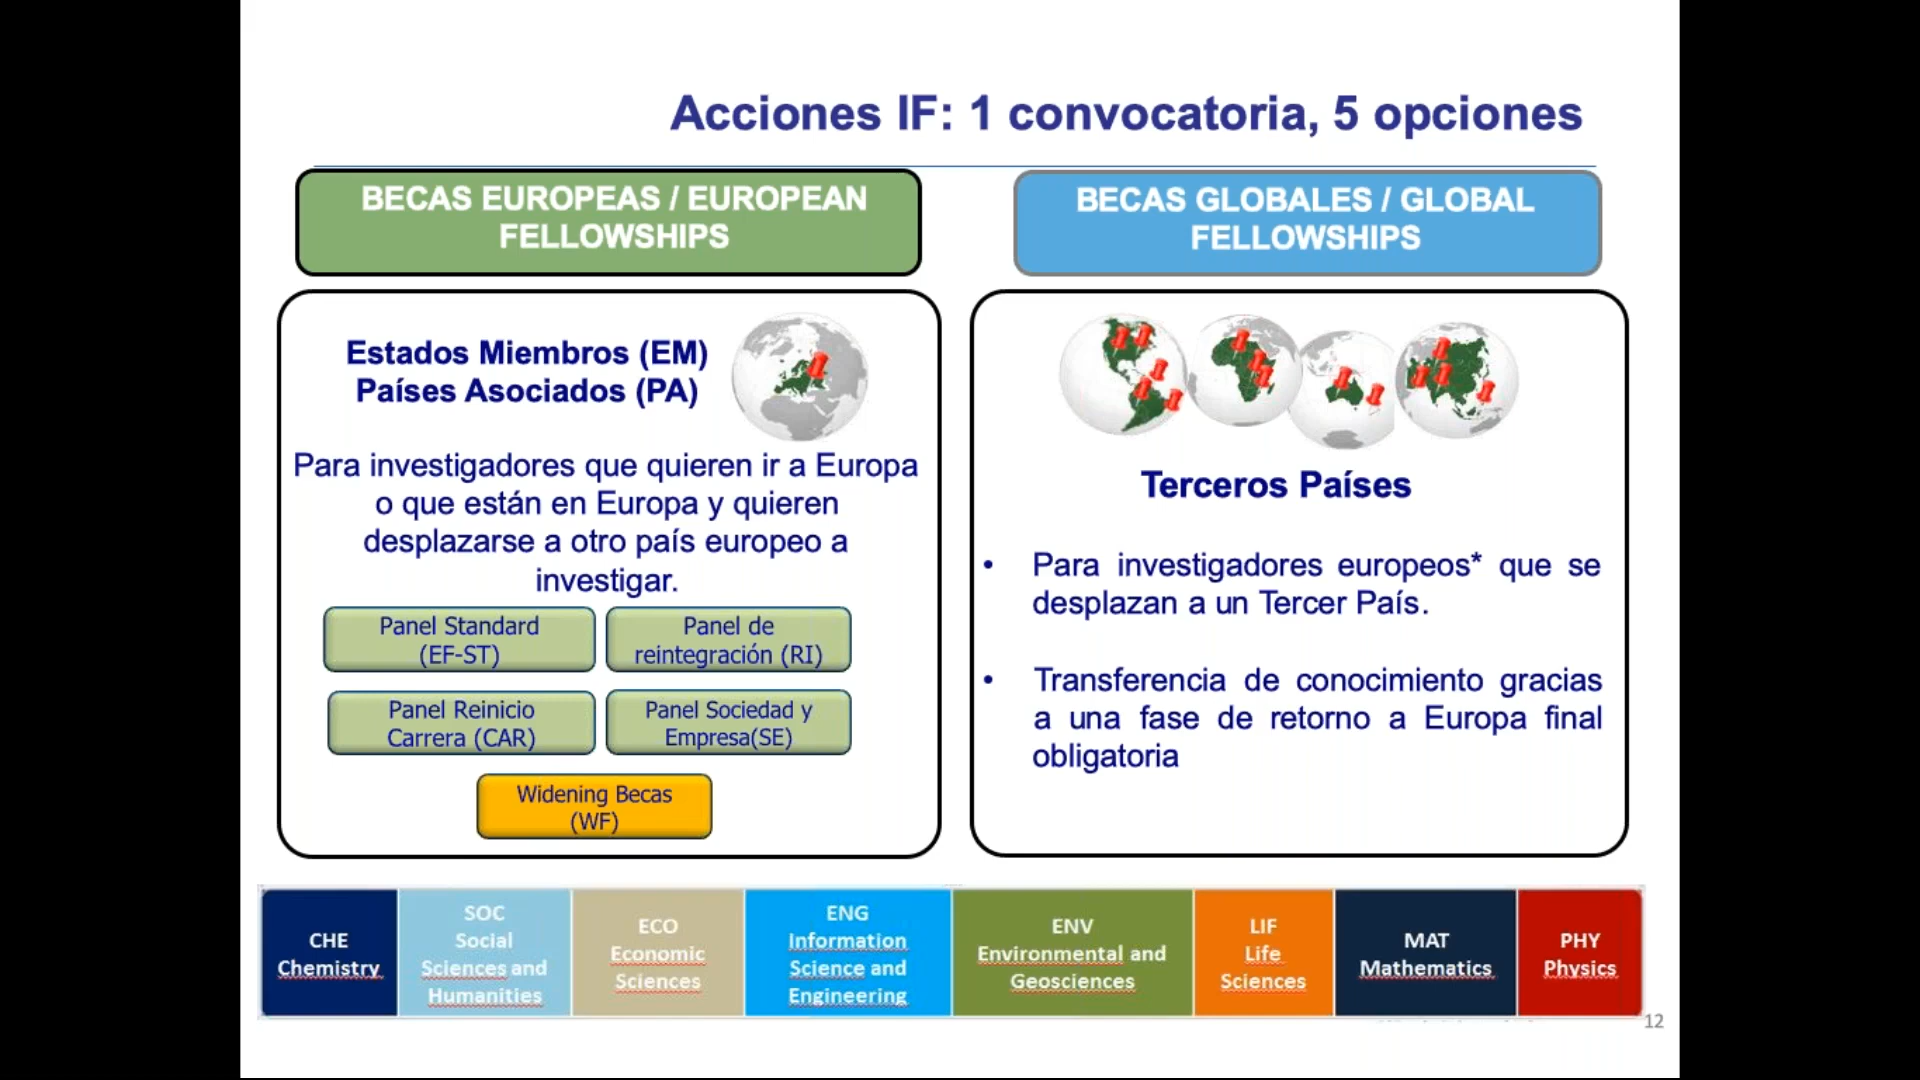 Acciones IF: 1 convocatoria, 5 opciones
BECAS EUROPEAS / EUROPEAN
FELLOWSHIPS
Estados Miembros (EM)
Países Asociados (PA)
Para investigadores que quieren ir a Europa
o que están en Europa y quieren
desplazarse a otro país europeo a
investigar.
Panel Standard
(EF-ST)
Panel de
reintegración (RI)
Panel Reinicio
Carrera (CAR)
Panel Sociedad y
Empresa(SE)
Widening Becas
(WF)
BECAS GLOBALES / GLOBAL
FELLOWSHIPS
Terceros Países
• Para investigadores europeos* que se
desplazan a un Tercer País.
• Transferencia de conocimiento gracias
a una fase de retorno a Europa final
obligatoria
CHE
Chemistry
SOC
Social
Sciences and
Humanities
ECO
Economic
Sciences
ENG
Information
Science and
Engineering
ENV
Environmental and
Geosciences
LIF
Life
Sciences
MAT
Mathematics
PHY
Physics
12